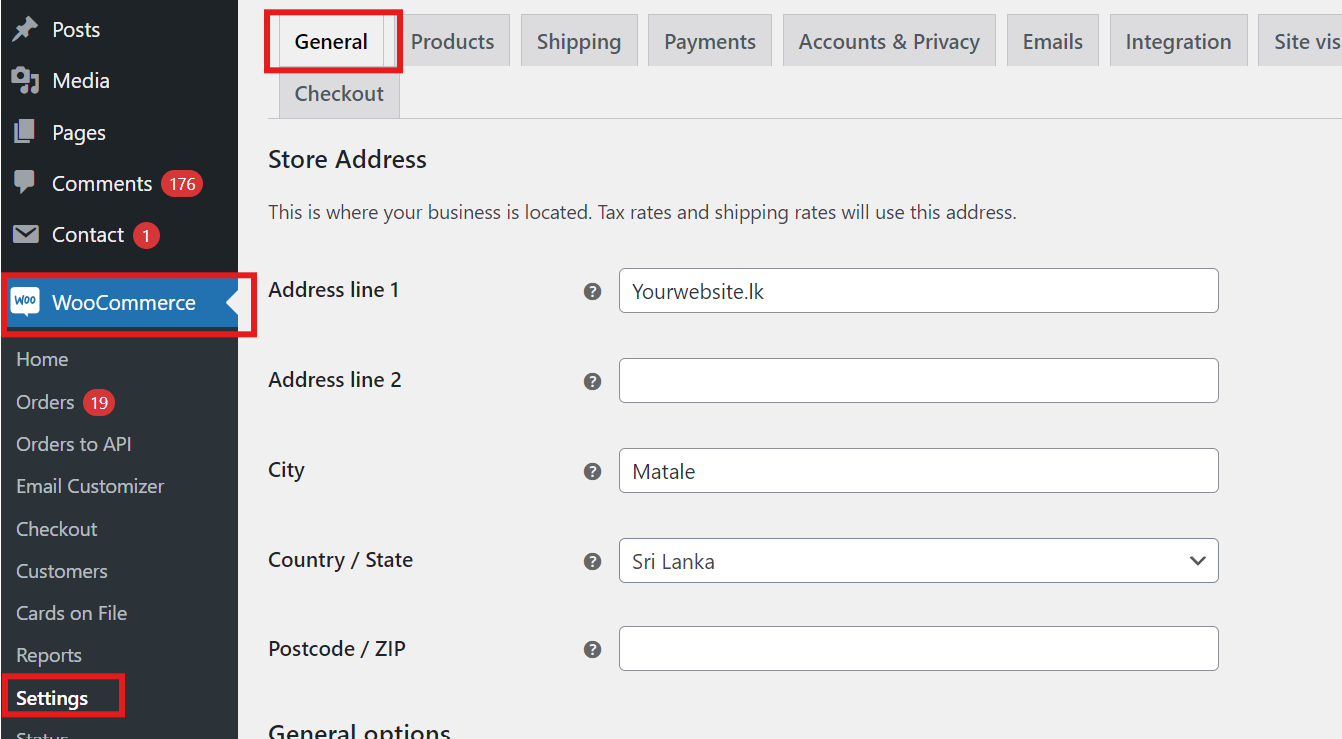 Posts
Media
Pages
Comments 176
Contact 1
WOO WooCommerce
Home
Orders 19
Orders to API
Email Customizer
Checkout
Customers
Cards on File
Reports
Settings
Status
General Products Shipping Payments Accounts & Privacy Emails Integration Site vis
Checkout
Store Address
This is where your business is located. Tax rates and shipping rates will use this address.
Address line 1 ? Yourwebsite.lk
Address line 2 ?
City ? Matale
Country / State ? Sri Lanka
Postcode / ZIP ?
General options